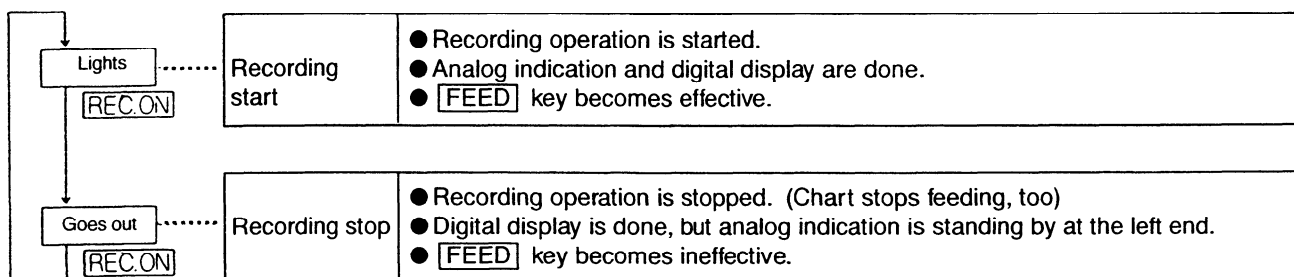 Lights
REC.ON
Recording
start
● Recording operation is started.
● Analog indication and digital display are done.
● FEED key becomes effective.
Goes out
REC.ON
Recording stop
● Recording operation is stopped. (Chart stops feeding, too)
● Digital display is done, but analog indication is standing by at the left end.
● FEED key becomes ineffective.